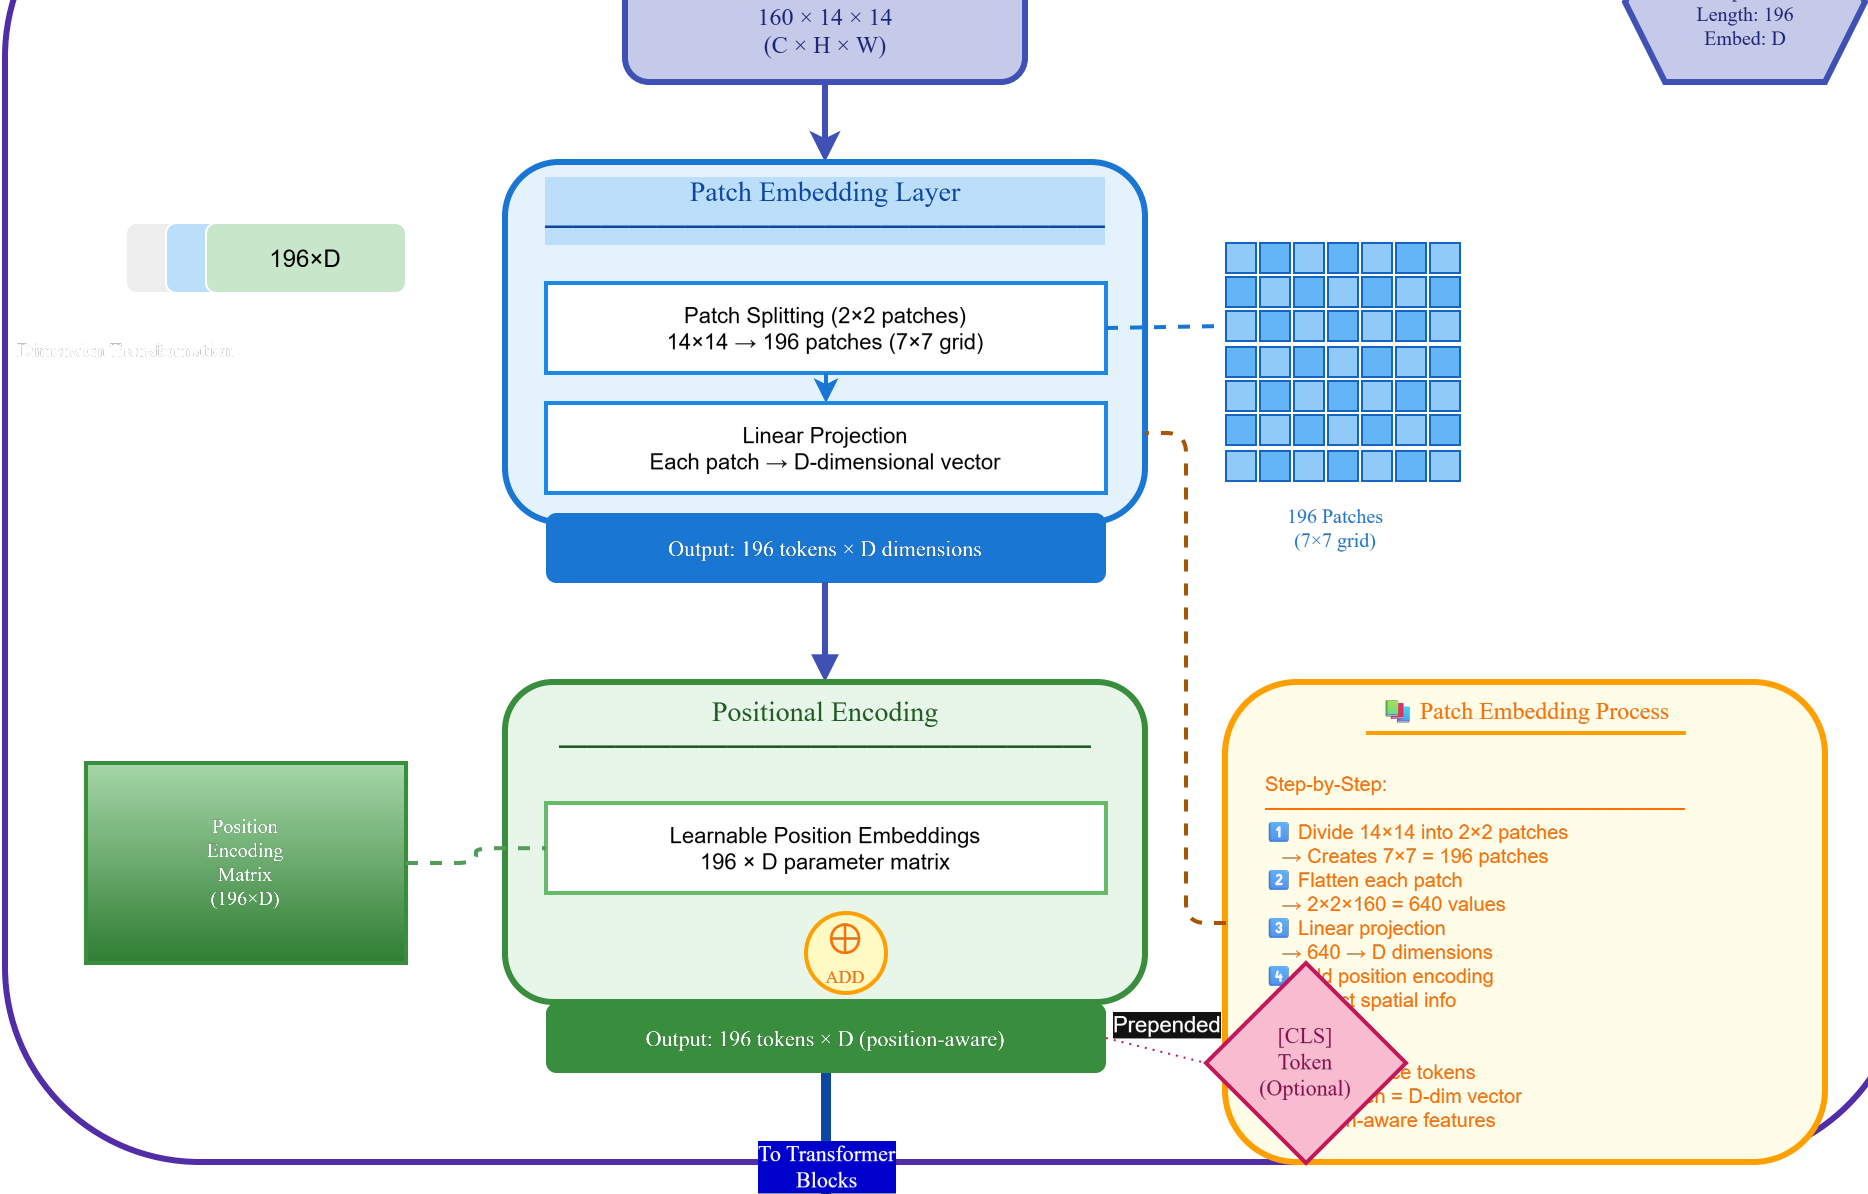 160 × 14 × 14
(C × H × W)
Length: 196
Embed: D
Patch Embedding Layer
196×D
Patch Splitting (2×2 patches)
14×14 → 196 patches (7×7 grid)
Dimension Transformation
Linear Projection
Each patch → D-dimensional vector
196 Patches
(7×7 grid)
Output: 196 tokens × D dimensions
Positional Encoding
Patch Embedding Process
Step-by-Step:
Position
Encoding
Matrix
(196×D)
Learnable Position Embeddings
196 × D parameter matrix
1 Divide 14×14 into 2×2 patches
→ Creates 7×7 = 196 patches
2 Flatten each patch
→ 2×2×160 = 640 values
3 Linear projection
→ 640 → D dimensions
4 position encoding
spatial info
⊕
ADD
Output: 196 tokens × D (position-aware)
Prepended
[CLS]
Token
(Optional)
tokens
= D-dim vector
-aware features
To Transformer
Blocks